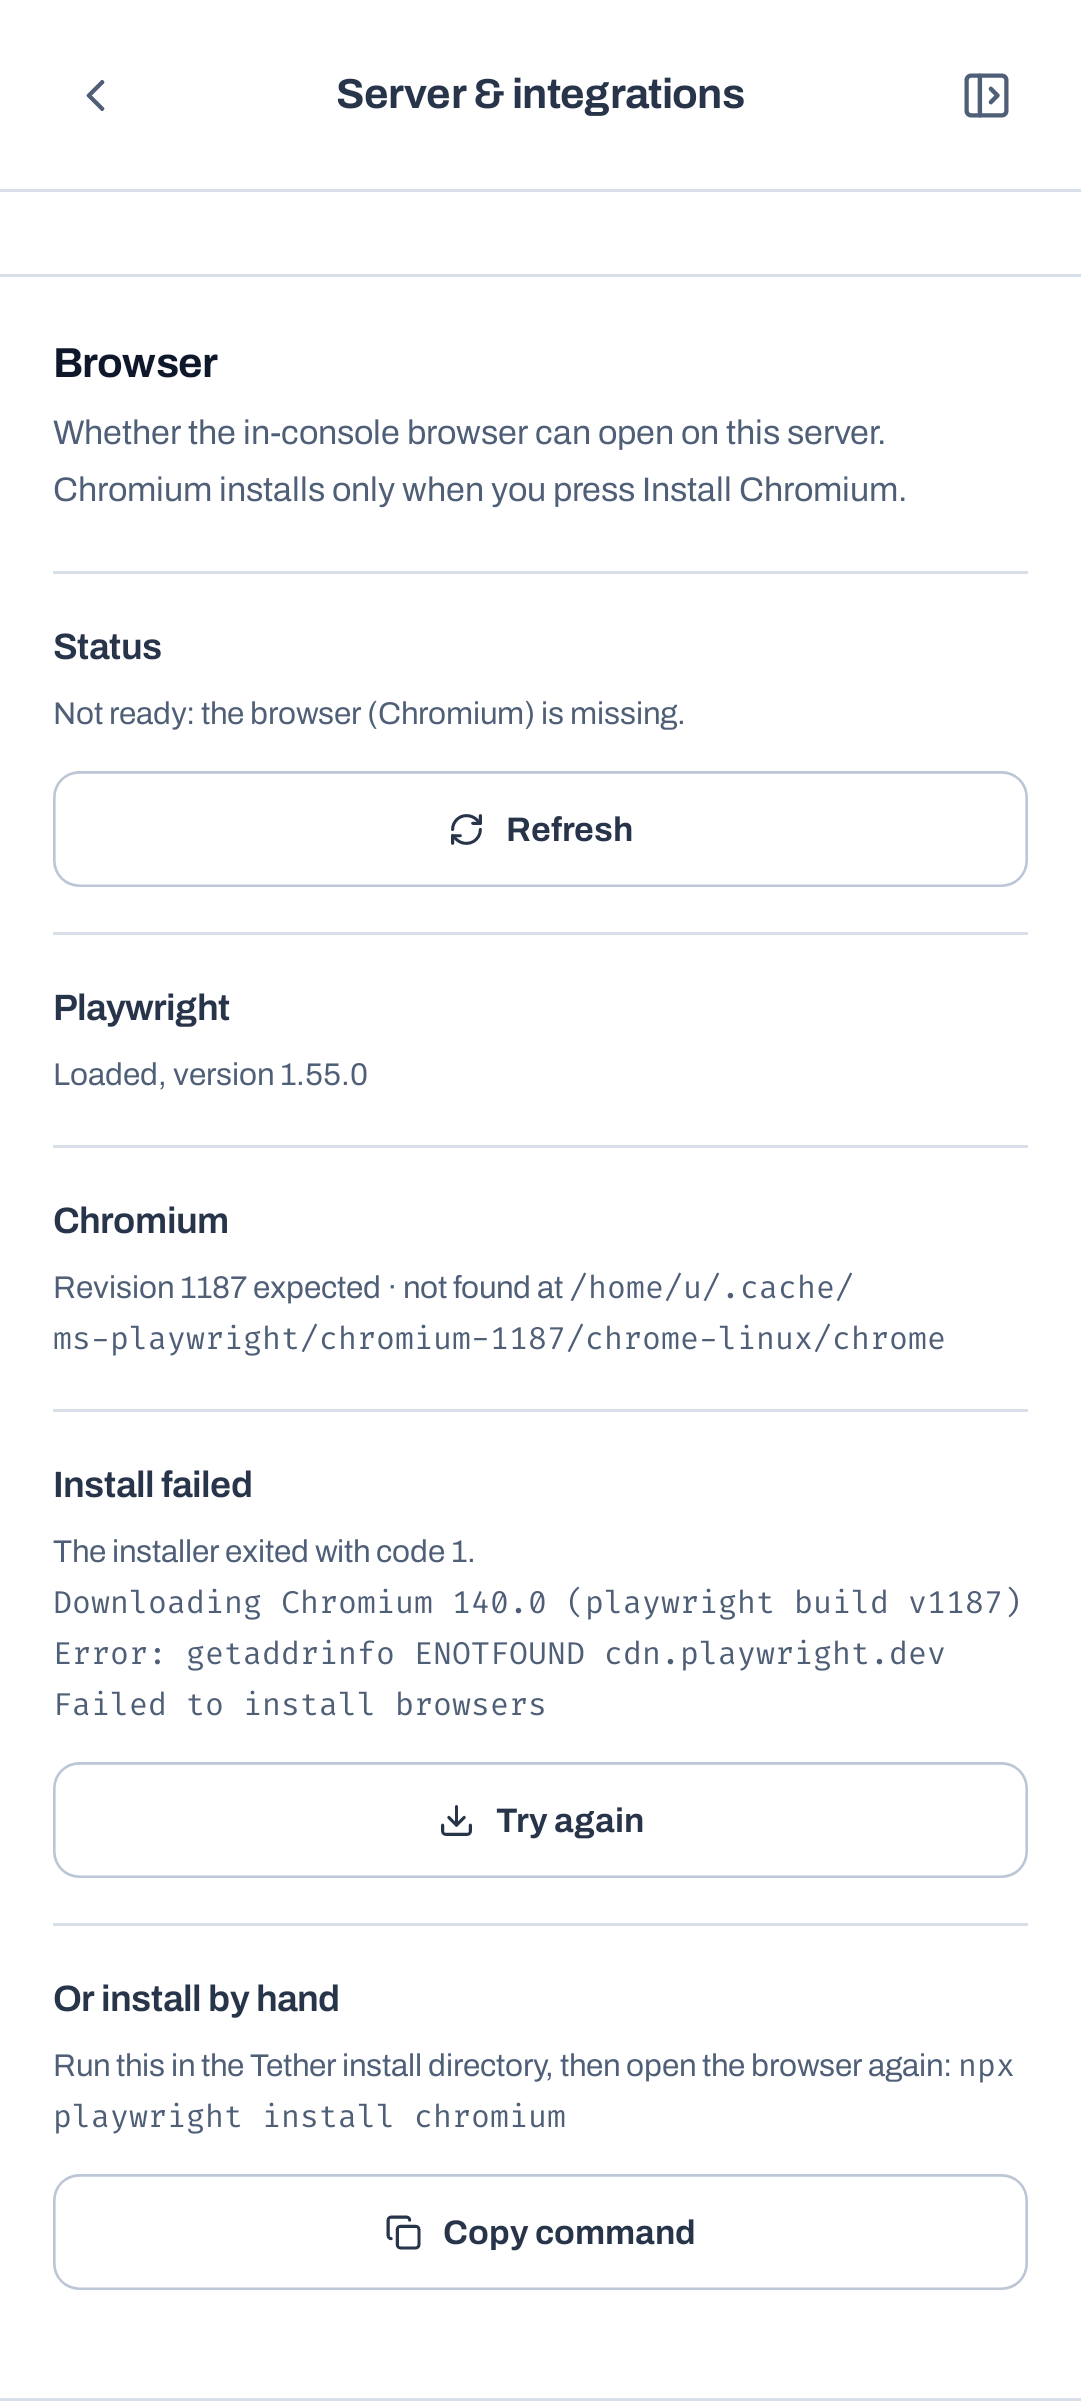 Server & integrations
Browser
Whether the in-console browser can open on this server.
Chromium installs only when you press Install Chromium.
Status
Not ready: the browser (Chromium) is missing.
Refresh
Playwright
Loaded, version 1.55.0
Chromium
Revision 1187 expected · not found at /home/u/.cache/
ms-playwright/chromium-1187/chrome-linux/chrome
Install failed
The installer exited with code 1.
Downloading Chromium 140.0 (playwright build v1187)
Error: getaddrinfo ENOTFOUND cdn.playwright.dev
Failed to install browsers
Try again
Or install by hand
Run this in the Tether install directory, then open the browser again: npx
playwright install chromium
Copy command